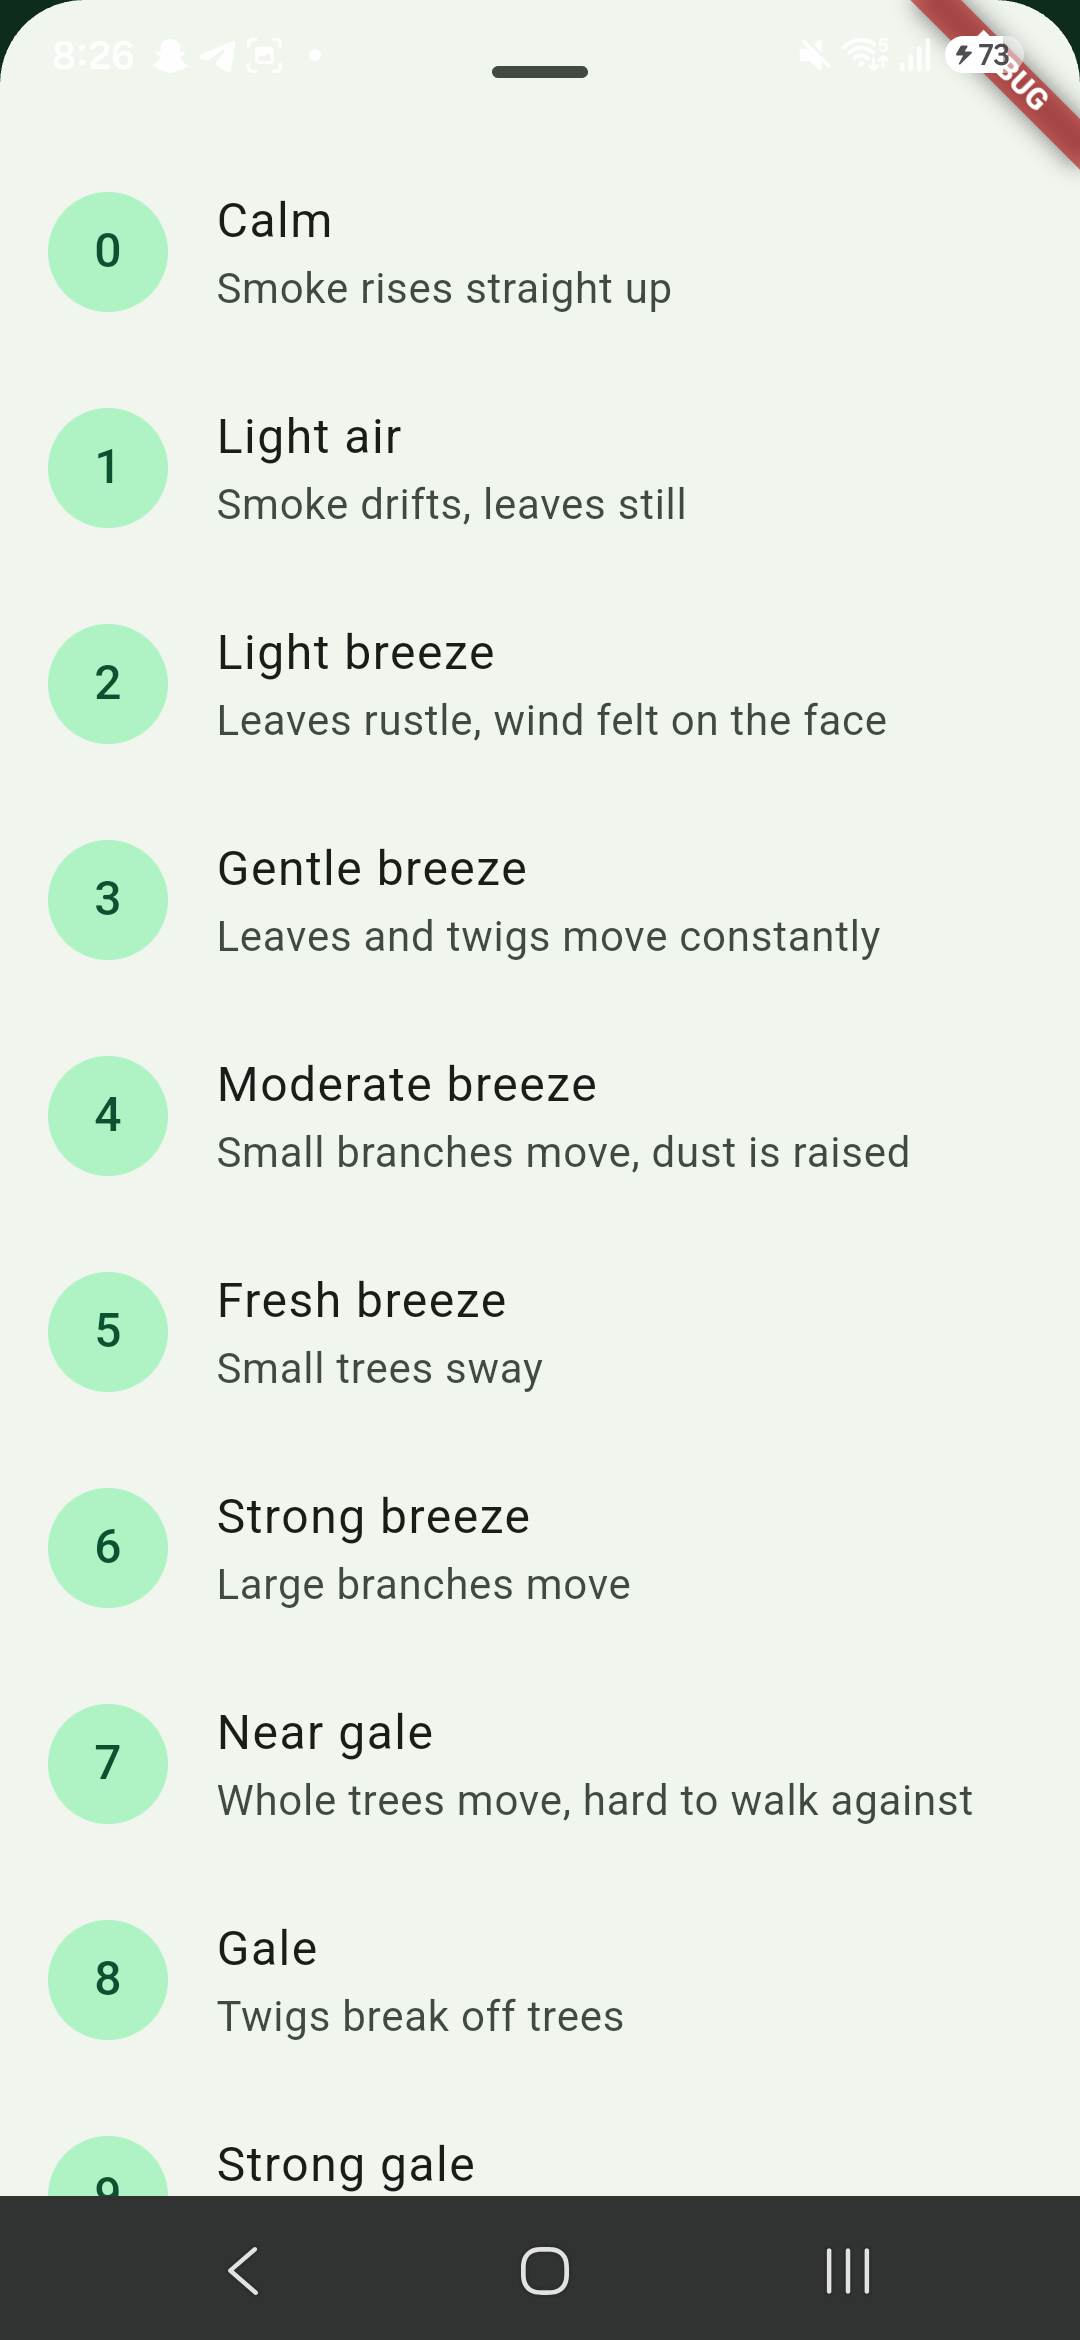 8:26
5
73
BUG
0
Calm
Smoke rises straight up
1
Light air
Smoke drifts, leaves still
2
Light breeze
Leaves rustle, wind felt on the face
3
Gentle breeze
Leaves and twigs move constantly
4
Moderate breeze
Small branches move, dust is raised
5
Fresh breeze
Small trees sway
6
Strong breeze
Large branches move
7
Near gale
Whole trees move, hard to walk against
8
Gale
Twigs break off trees
9
Strong gale